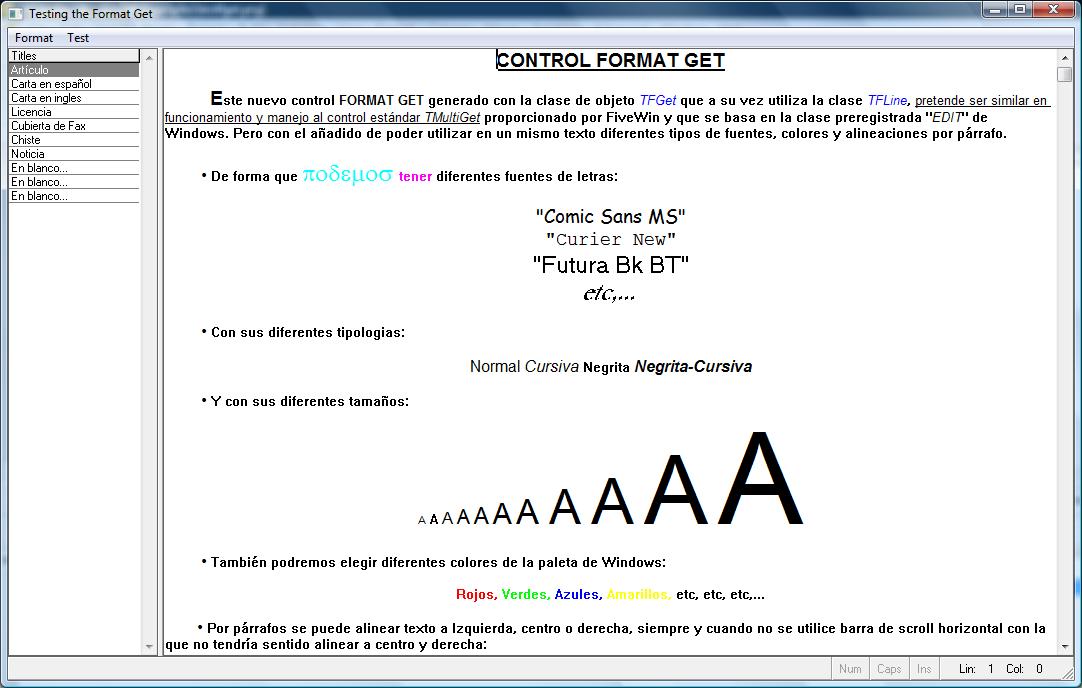 Testing the Format Get
Format Test
Titles
Artículo
Carta en español
Carta en ingles
Licencia
Cubierta de Fax
Chiste
Noticia
En blanco...
En blanco...
En blanco...
CONTROL FORMAT GET
Este nuevo control FORMAT GET generado con la clase de objeto TFGet que a su vez utiliza la clase TFLine, pretende ser similar en
funcionamiento y manejo al control estándar TMultiGet proporcionado por FiveWin y que se basa en la clase preregistrada "EDIT" de
Windows. Pero con el añadido de poder utilizar en un mismo texto diferentes tipos de fuentes, colores y alineaciones por párrafo.
• De forma que ποδεμοσ tener diferentes fuentes de letras:
"Comic Sans MS"
"Curier New"
"Futura Bk BT"
etc,...
• Con sus diferentes tipologias:
Normal Cursiva Negrita Negrita-Cursiva
• Y con sus diferentes tamaños:
A A A A A A A A A A A
• También podremos elegir diferentes colores de la paleta de Windows:
Rojos, Verdes, Azules, Amarillos, etc, etc, etc,...
• Por párrafos se puede alinear texto a Izquierda, centro o derecha, siempre y cuando no se utilice barra de scroll horizontal con la
que no tendría sentido alinear a centro y derecha:
Num Caps Ins Lin: 1 Col: 0